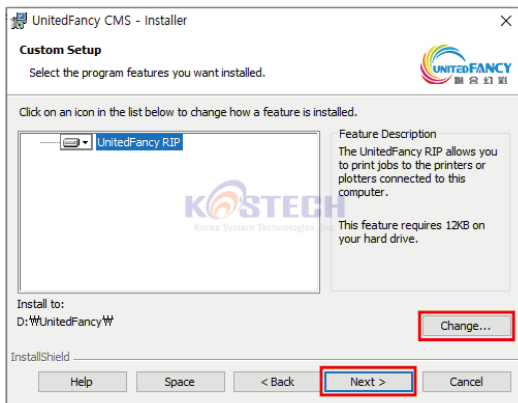 UnitedFancy CMS - Installer
Custom Setup
Select the program features you want installed.
UNITEDFANCY
聯合幻彩
Click on an icon in the list below to change how a feature is installed.
UnitedFancy RIP
Feature Description
The UnitedFancy RIP allows you
to print jobs to the printers or
plotters connected to this
computer.
This feature requires 12KB on
your hard drive.
KOSTECH
Korea System Technologies. Inc
Install to:
D:₩UnitedFancy₩
Change...
InstallShield
Help
Space
< Back
Next >
Cancel